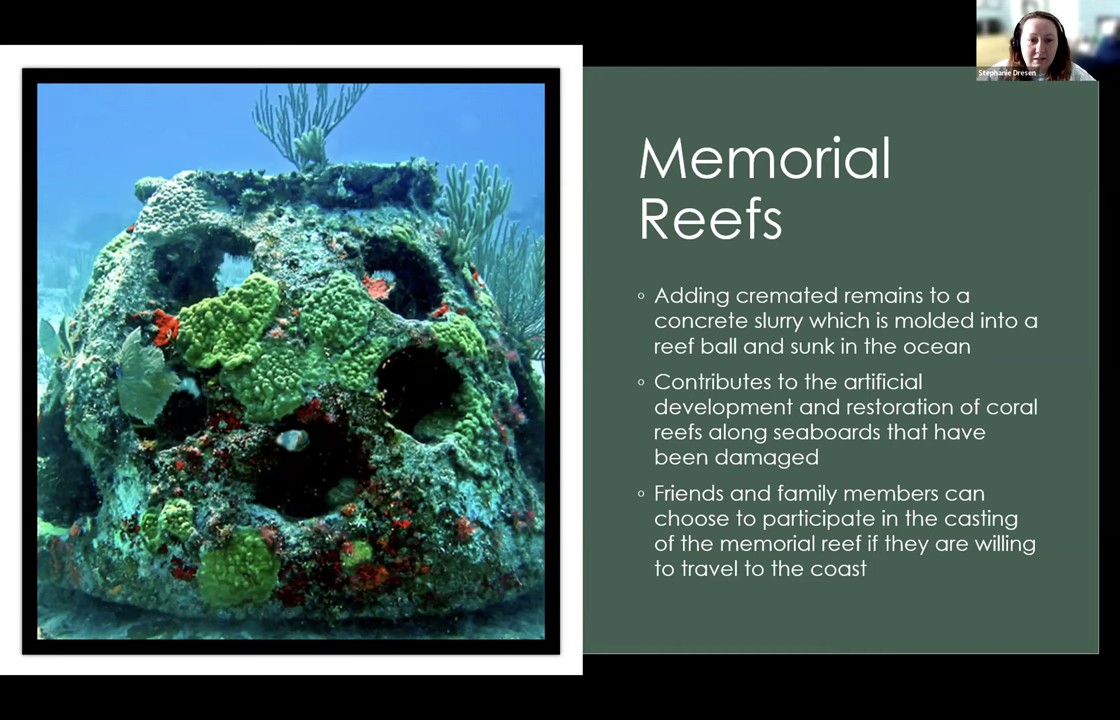 Stephanie Dresen
Memorial
Reefs
◦ Adding cremated remains to a
concrete slurry which is molded into a
reef ball and sunk in the ocean
◦ Contributes to the artificial
development and restoration of coral
reefs along seaboards that have
been damaged
◦ Friends and family members can
choose to participate in the casting
of the memorial reef if they are willing
to travel to the coast